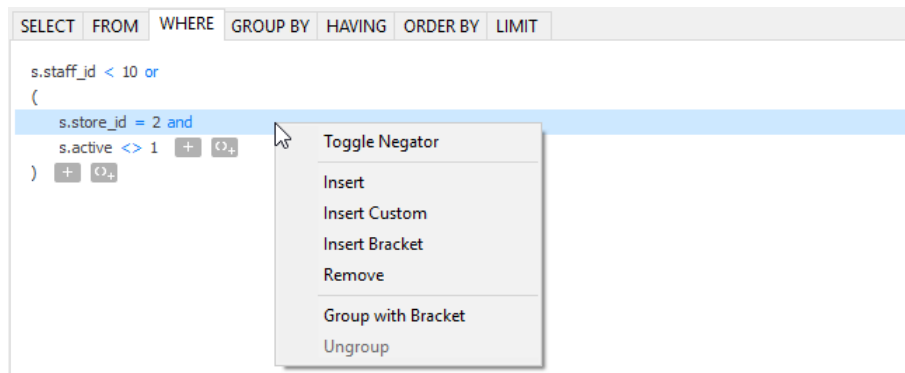 SELECT FROM WHERE GROUP BY HAVING ORDER BY LIMIT
s.staff_id < 10 or
(
s.store_id = 2 and
s.active <> 1 + ()+
) + ()+
Toggle Negator
Insert
Insert Custom
Insert Bracket
Remove
Group with Bracket
Ungroup